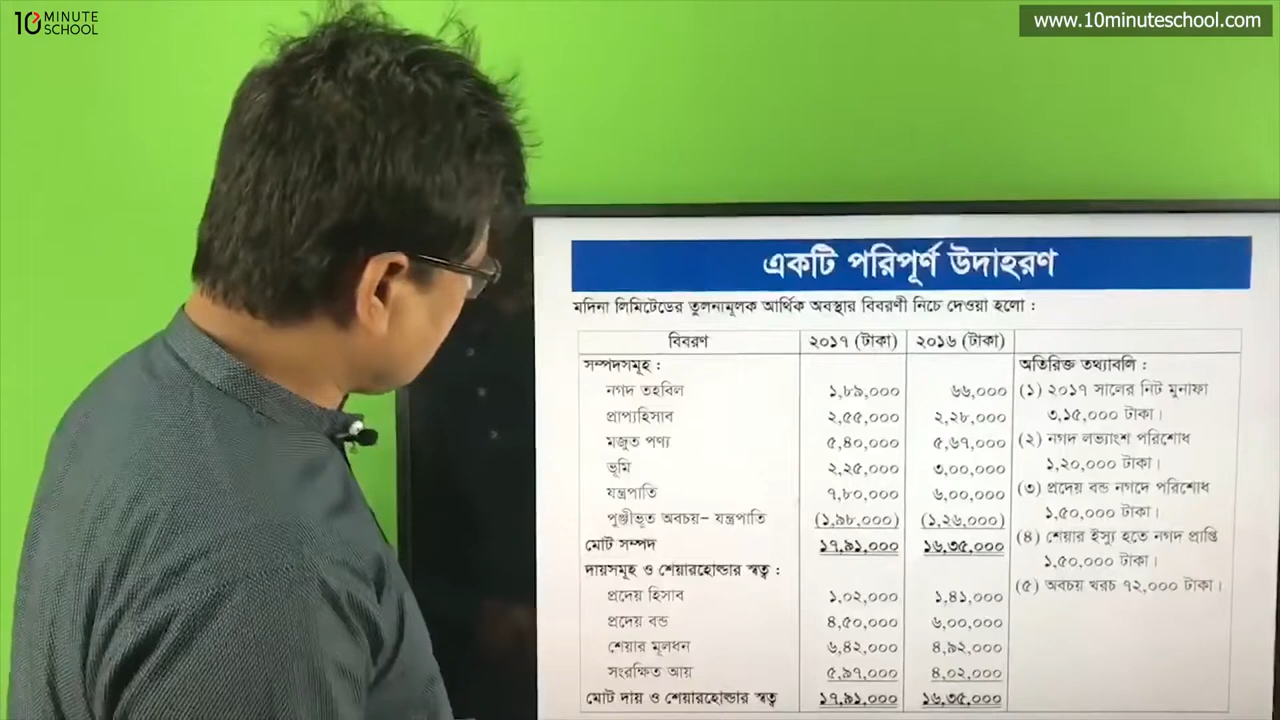 10 MINUTE SCHOOL
www.10minuteschool.com
একটি পরিপূর্ণ উদাহরণ
মদিনা লিমিটেডের তুলনামূলক আর্থিক অবস্থার বিবরণী নিচে দেওয়া হলো :
বিবরণ ২০১৭ (টাকা) ২০১৬ (টাকা)
সম্পদসমূহ :
নগদ তহবিল ১,৮৯,০০০ ৬৬,০০০
প্রাপ্যহিসাব ২,৫৫,০০০ ২,২৮,০০০
মজুত পণ্য ৫,৪০,০০০ ৫,৬৭,০০০
ভূমি ২,২৫,০০০ ৩,০০,০০০
যন্ত্রপাতি ৭,৮০,০০০ ৬,০০,০০০
পুঞ্জীভূত অবচয়– যন্ত্রপাতি (১,৯৮,০০০) (১,২৬,০০০)
মোট সম্পদ ১৭,৯১,০০০ ১৬,৩৫,০০০
দায়সমূহ ও শেয়ারহোল্ডার স্বত্ব :
প্রদেয় হিসাব ১,০২,০০০ ১,৪১,০০০
প্রদেয় বন্ড ৪,৫০,০০০ ৬,০০,০০০
শেয়ার মূলধন ৬,৪২,০০০ ৪,৯২,০০০
সংরক্ষিত আয় ৫,৯৭,০০০ ৪,০২,০০০
মোট দায় ও শেয়ারহোল্ডার স্বত্ব ১৭,৯১,০০০ ১৬,৩৫,০০০
অতিরিক্ত তথ্যাবলি :
(১) ২০১৭ সালের নিট মুনাফা
৩,১৫,০০০ টাকা।
(২) নগদ লভ্যাংশ পরিশোধ
১,২০,০০০ টাকা।
(৩) প্রদেয় বন্ড নগদে পরিশোধ
১,৫০,০০০ টাকা।
(৪) শেয়ার ইস্যু হতে নগদ প্রাপ্তি
১,৫০,০০০ টাকা।
(৫) অবচয় খরচ ৭২,০০০ টাকা।